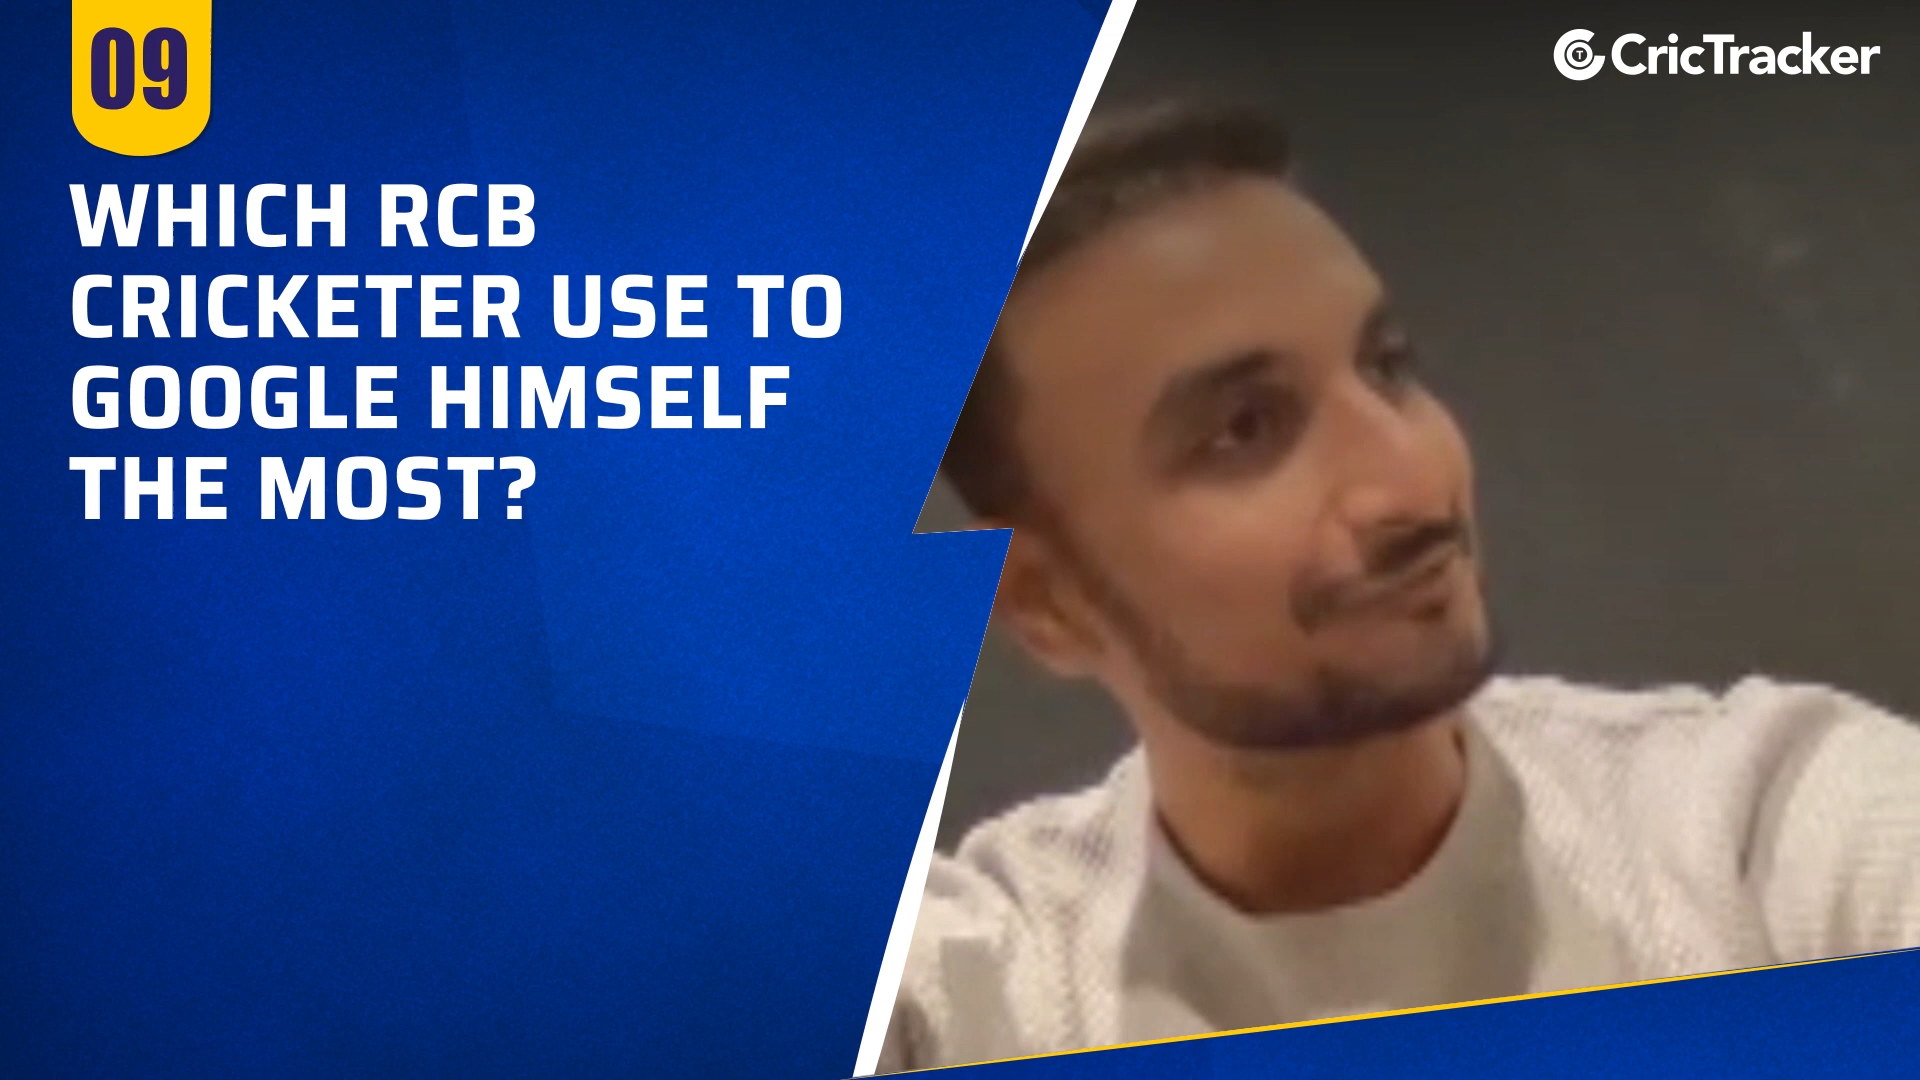 09
CricTracker
WHICH RCB
CRICKETER USE TO
GOOGLE HIMSELF
THE MOST?